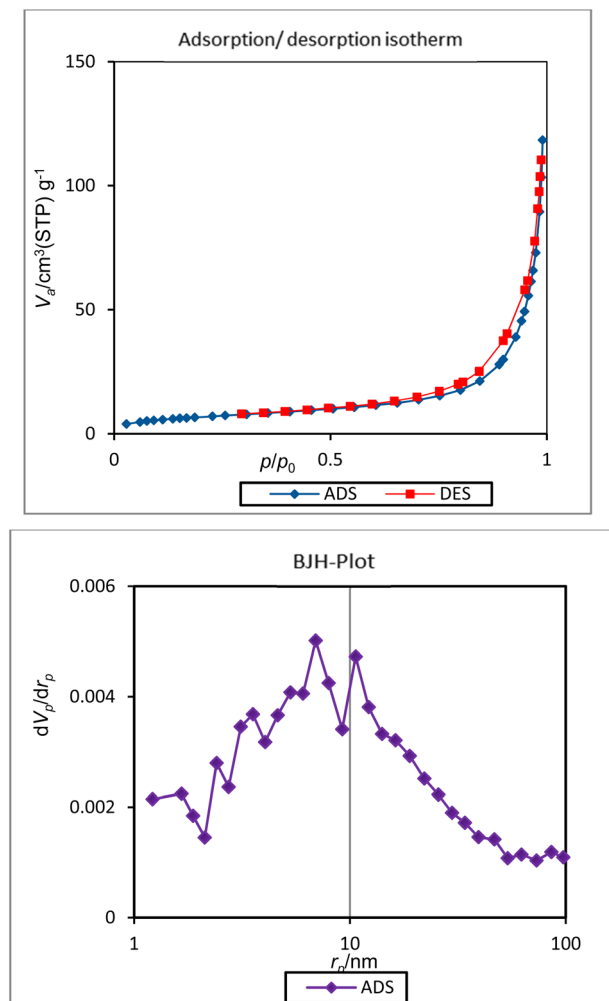 Adsorption/ desorption isotherm
150
100
50
0
Vₐ/cm³(STP) g⁻¹
0
0.5
1
p/p₀
ADS
DES
BJH-Plot
0.006
0.004
0.002
0
dVₚ/drₚ
1
10
100
rₚ/nm
ADS